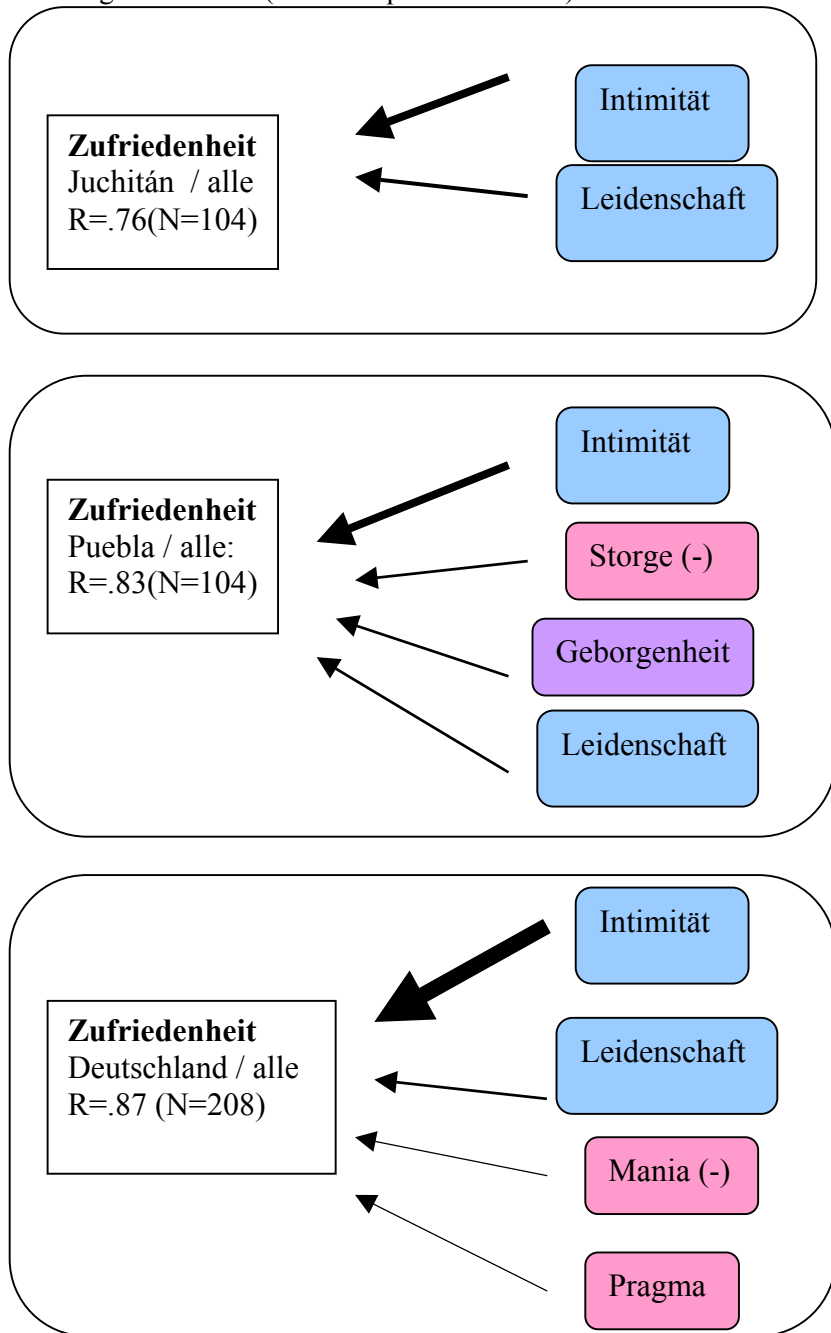 Zufriedenheit
Juchitán / alle
R=.76(N=104)
Intimität
Leidenschaft
Zufriedenheit
Puebla / alle:
R=.83(N=104)
Intimität
Storge (-)
Geborgenheit
Leidenschaft
Zufriedenheit
Deutschland / alle
R=.87 (N=208)
Intimität
Leidenschaft
Mania (-)
Pragma